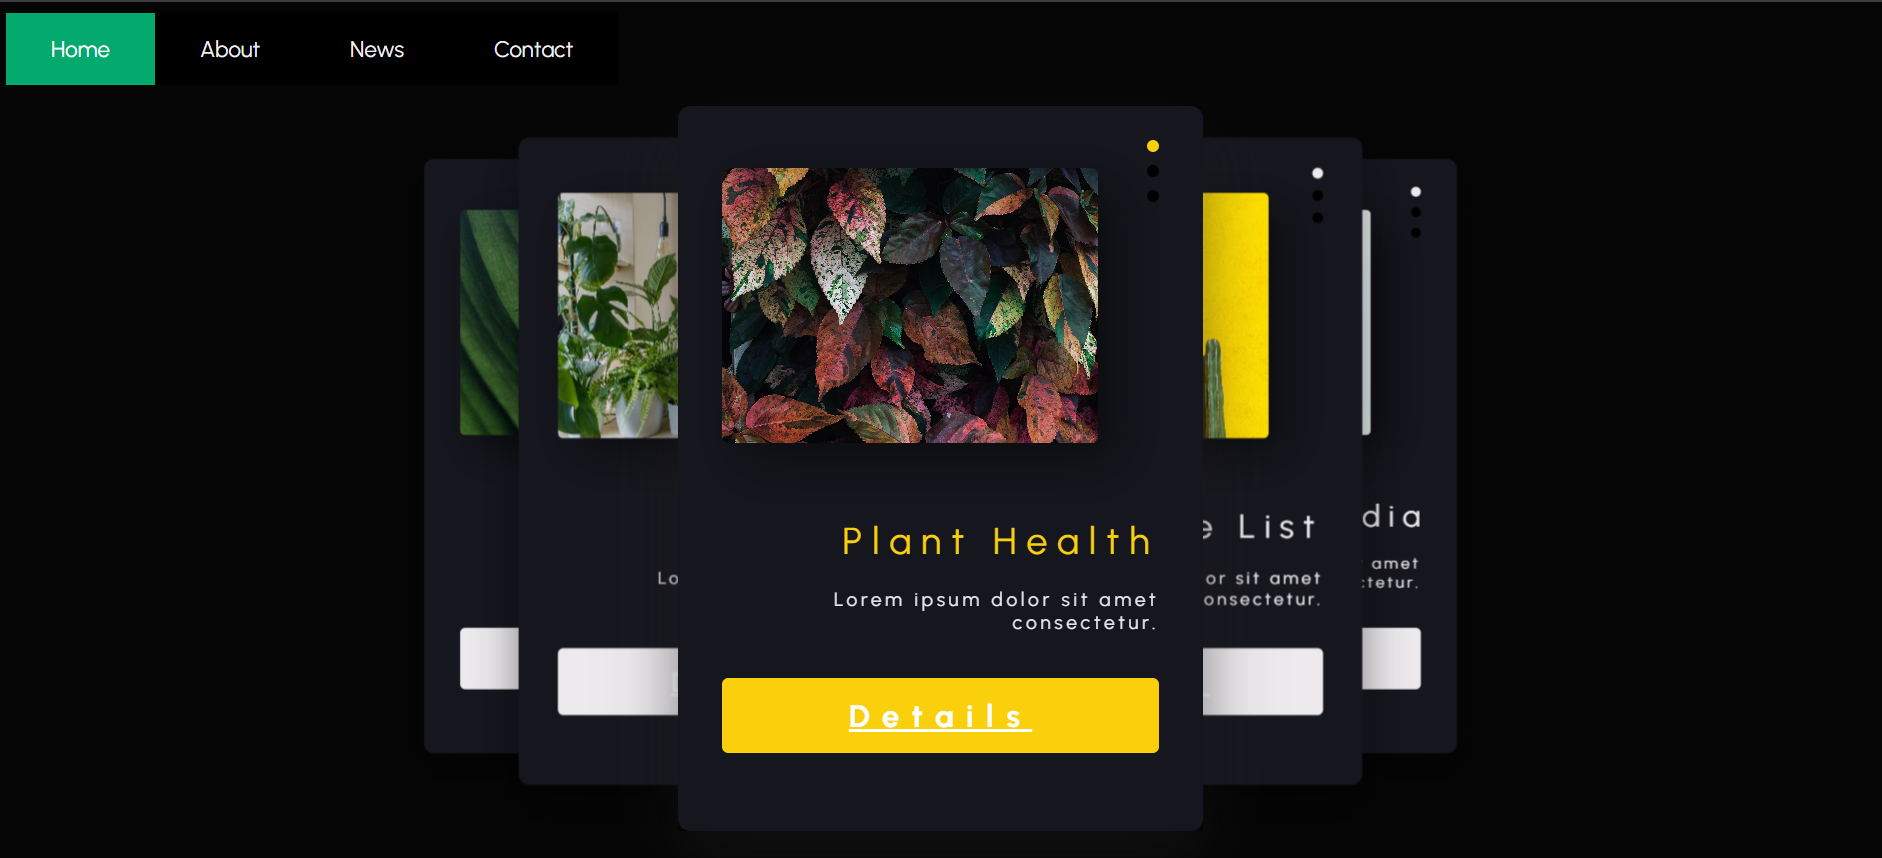 Home About News Contact
Plant Health
Lorem ipsum dolor sit amet
consectetur.
Details
Lo
e List
or sit amet
onsectetur.
dia
amet
ctetur.